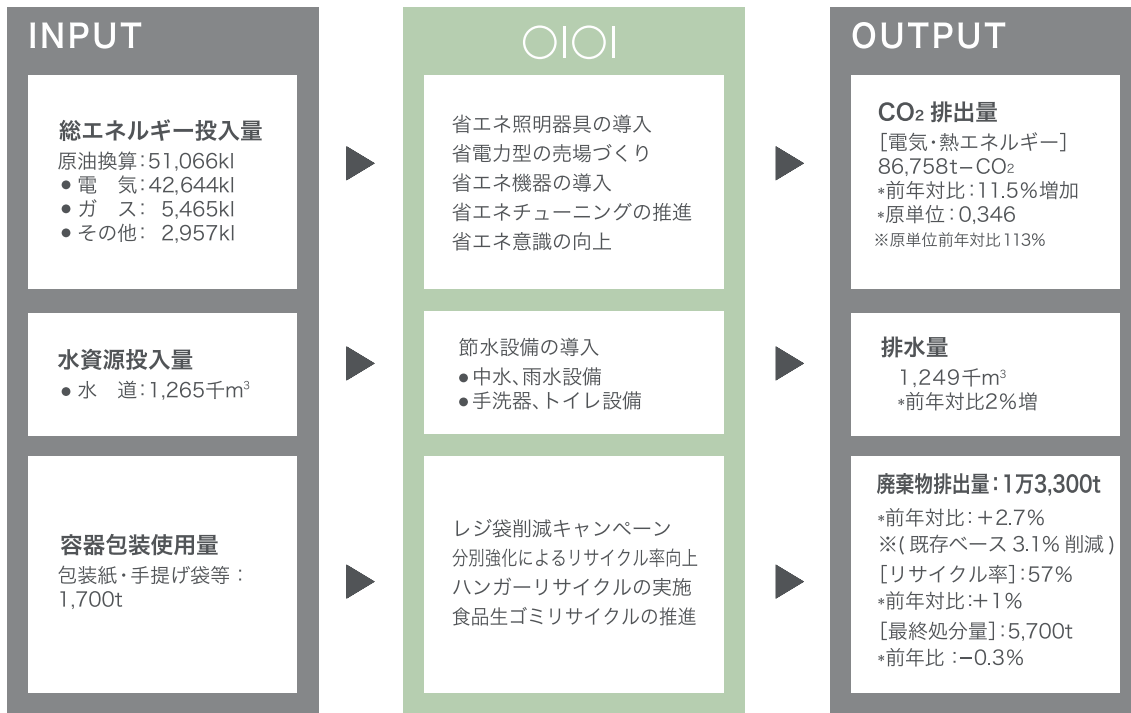 INPUT
総エネルギー投入量
原油換算：51,066kl
● 電　気：42,644kl
● ガ　ス： 5,465kl
● その他： 2,957kl
水資源投入量
● 水　道：1,265千m³
容器包装使用量
包装紙・手提げ袋等：
1,700t
○|○|
省エネ照明器具の導入
省電力型の売場づくり
省エネ機器の導入
省エネチューニングの推進
省エネ意識の向上
節水設備の導入
●中水、雨水設備
●手洗器、トイレ設備
レジ袋削減キャンペーン
分別強化によるリサイクル率向上
ハンガーリサイクルの実施
食品生ゴミリサイクルの推進
OUTPUT
CO₂ 排出量
［電気・熱エネルギー］
86,758t－CO₂
*前年対比：11.5％増加
*原単位：0,346
※原単位前年対比113%
排水量
1,249千m³
*前年対比2％増
廃棄物排出量：1万3,300t
*前年対比：＋2.7％
※( 既存ベース 3.1% 削減 )
［リサイクル率］：57％
*前年対比：＋1％
［最終処分量］：5,700t
*前年比：－0.3％